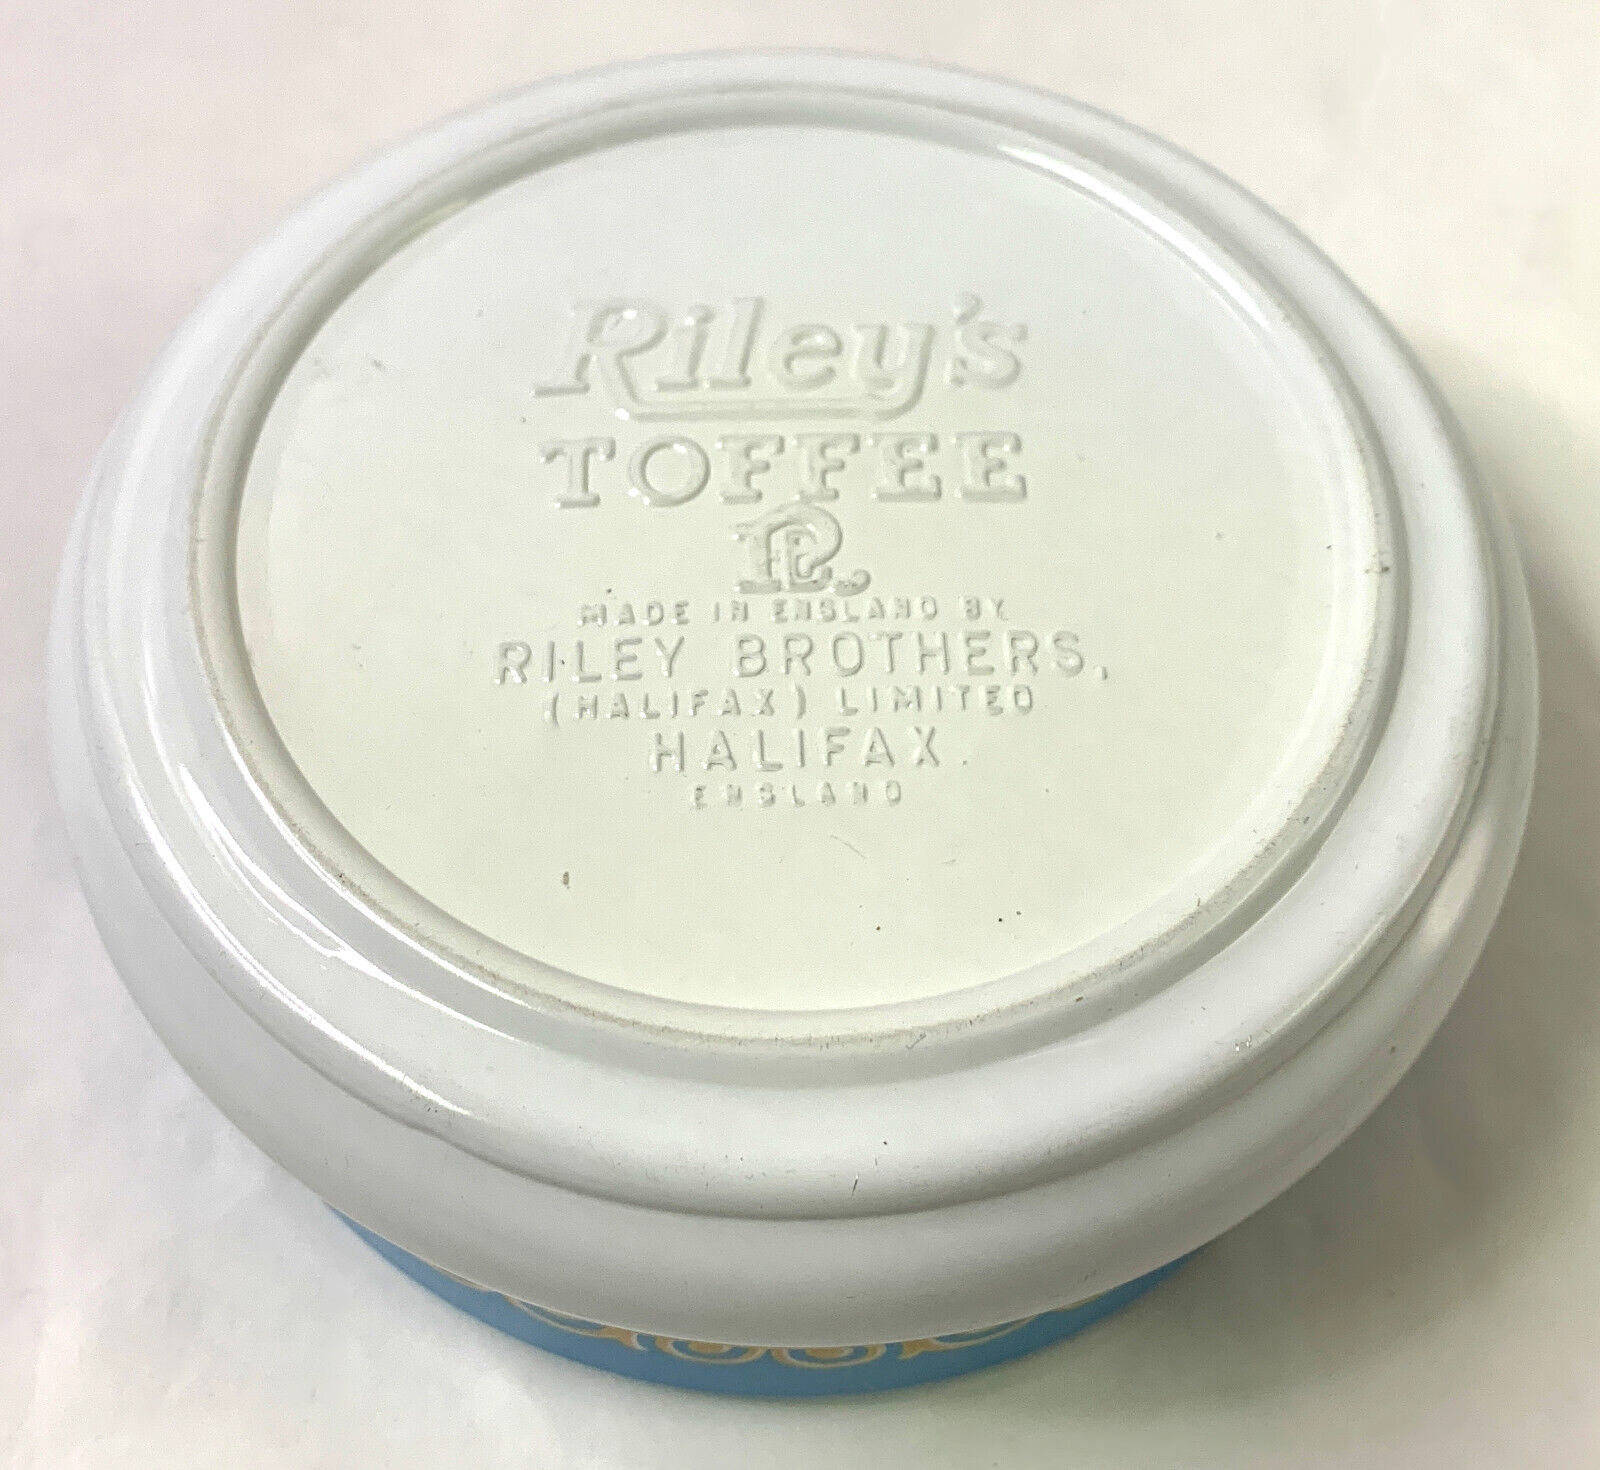 Riley's
TOFFEE
MADE IN ENGLAND BY
RILEY BROTHERS,
(HALIFAX) LIMITED
HALIFAX.
ENGLAND